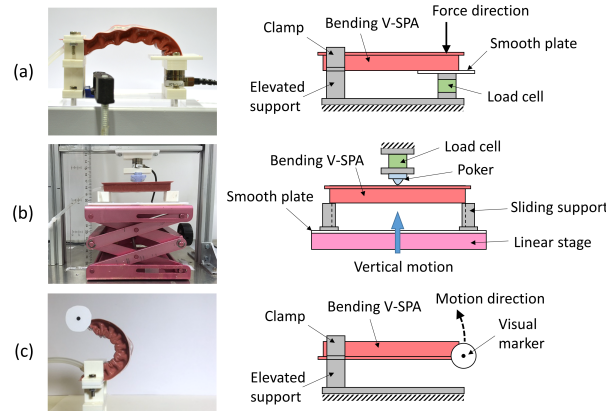 (a)
Clamp
Bending V-SPA
Force direction
Smooth plate
Elevated
support
Load cell
(b)
Load cell
Bending V-SPA
Poker
Smooth plate
Sliding support
Linear stage
Vertical motion
(c)
Clamp
Bending V-SPA
Motion direction
Visual
marker
Elevated
support